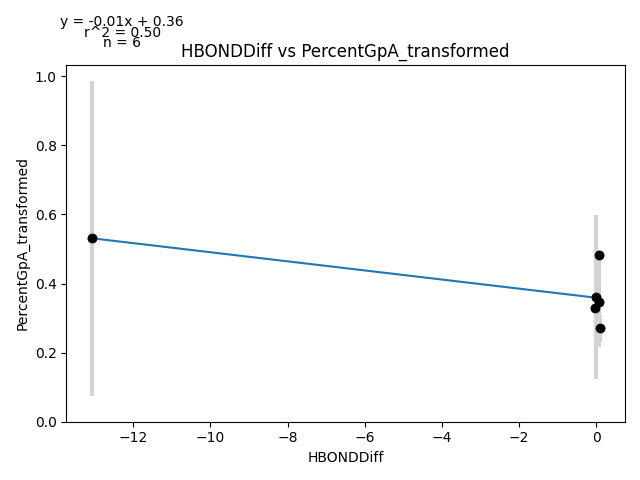 y = -0.01x + 0.36
r^2 = 0.50
n = 6
HBONDDiff vs PercentGpA_transformed
PercentGpA_transformed
1.0
0.8
0.6
0.4
0.2
0.0
−12
−10
−8
−6
−4
−2
0
HBONDDiff